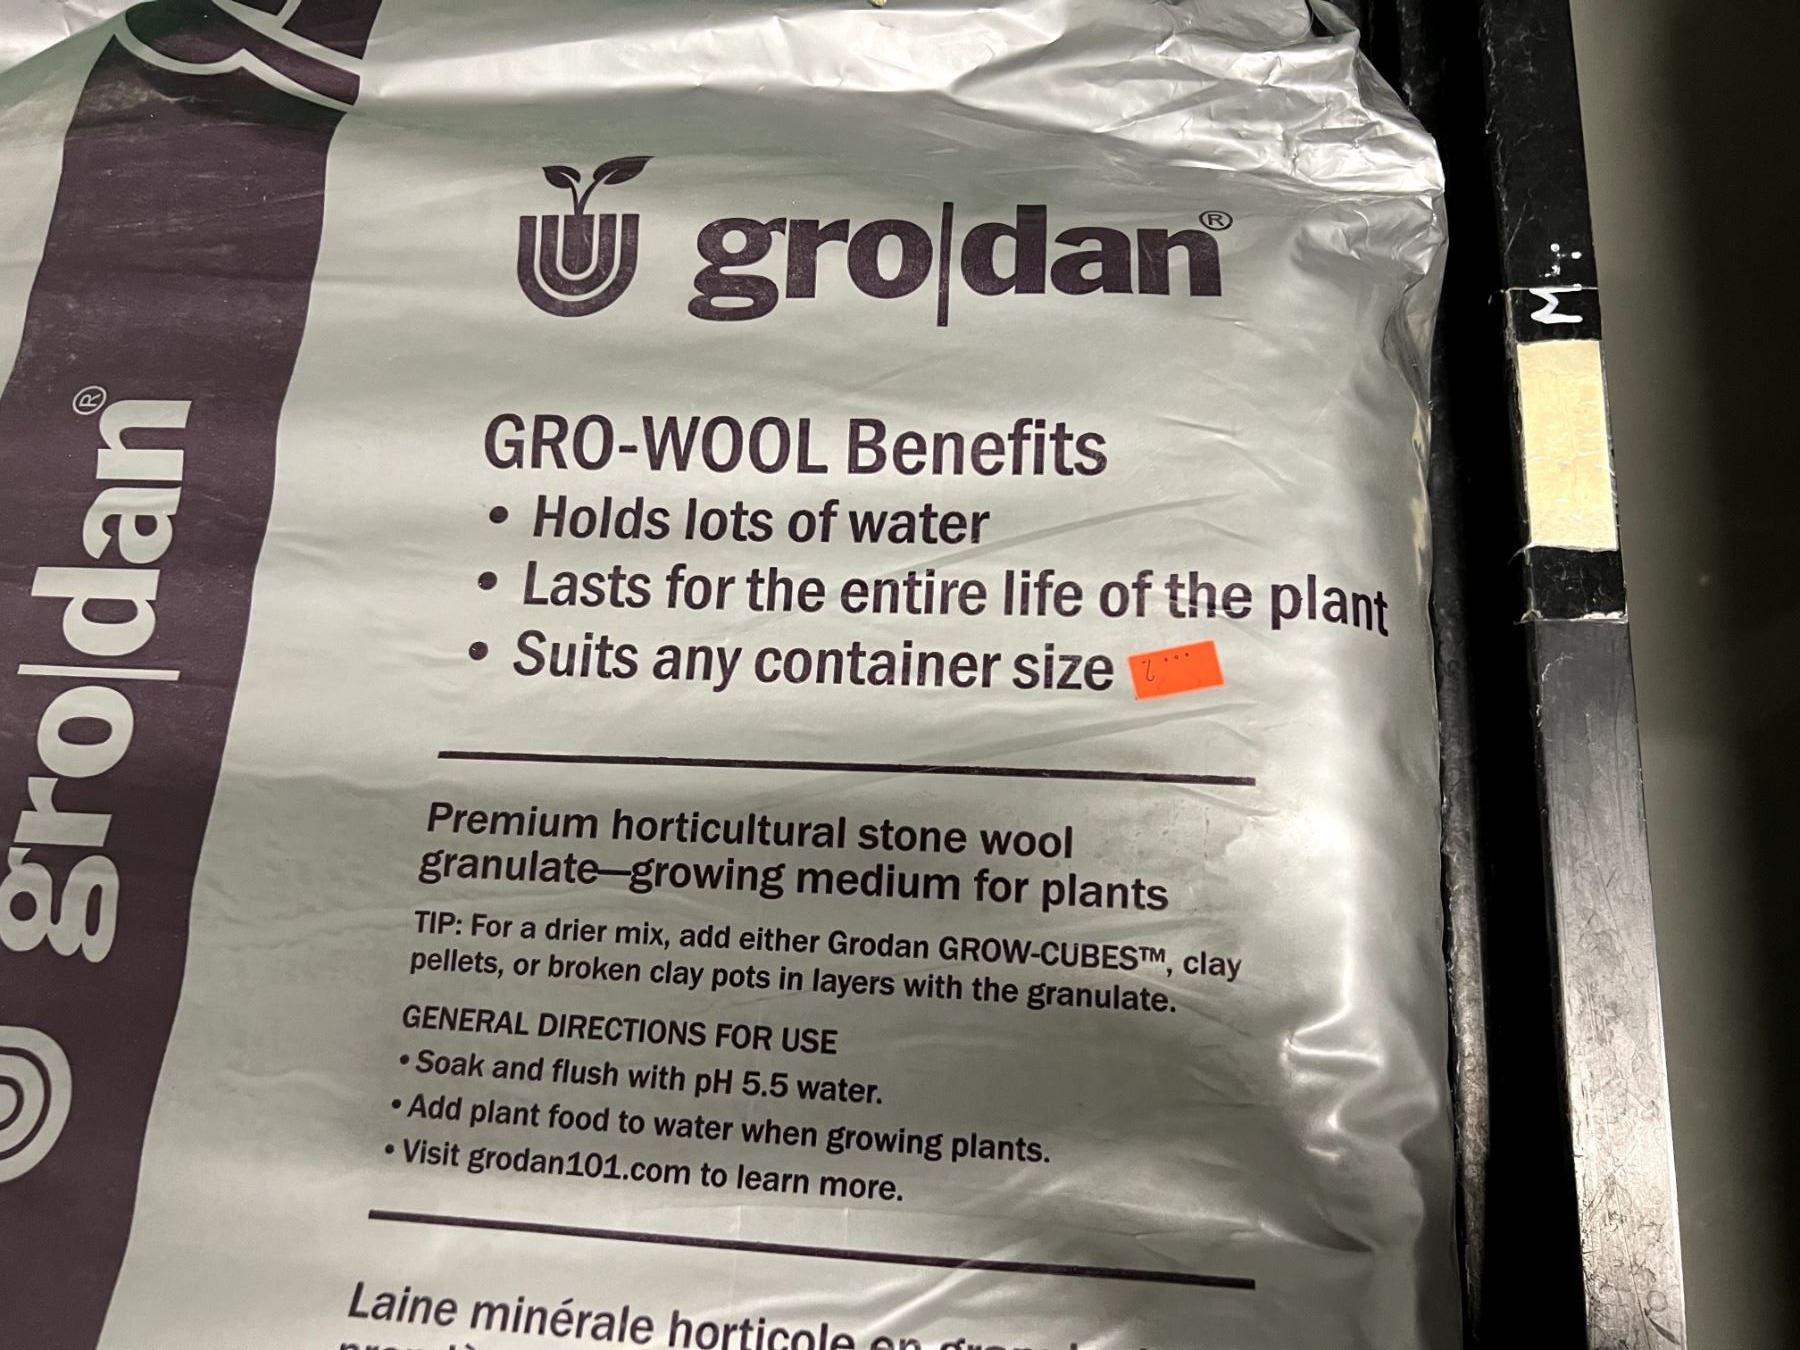 gro|dan®
GRO-WOOL Benefits
• Holds lots of water
• Lasts for the entire life of the plant
• Suits any container size
Premium horticultural stone wool
granulate—growing medium for plants
TIP: For a drier mix, add either Grodan GROW-CUBES™, clay
pellets, or broken clay pots in layers with the granulate.
GENERAL DIRECTIONS FOR USE
• Soak and flush with pH 5.5 water.
• Add plant food to water when growing plants.
• Visit grodan101.com to learn more.
Laine minérale horticole en
gro|dan®
M.